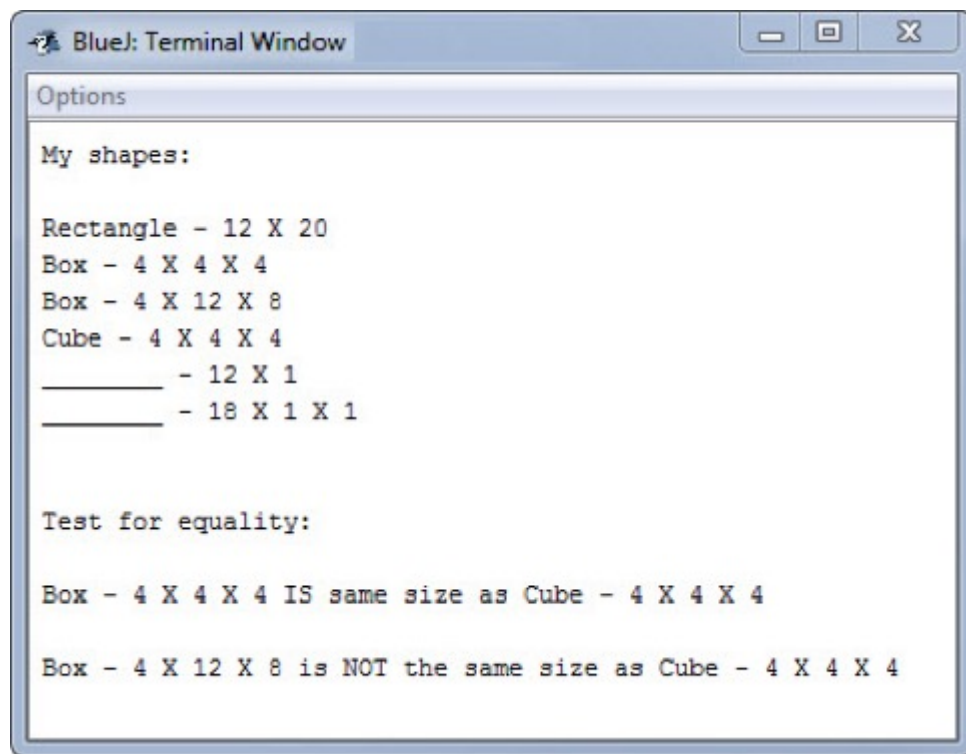 BlueJ: Terminal Window
Options
My shapes:
Rectangle - 12 X 20
Box - 4 X 4 X 4
Box - 4 X 12 X 8
Cube - 4 X 4 X 4
________ - 12 X 1
________ - 18 X 1 X 1
Test for equality:
Box - 4 X 4 X 4 IS same size as Cube - 4 X 4 X 4
Box - 4 X 12 X 8 is NOT the same size as Cube - 4 X 4 X 4